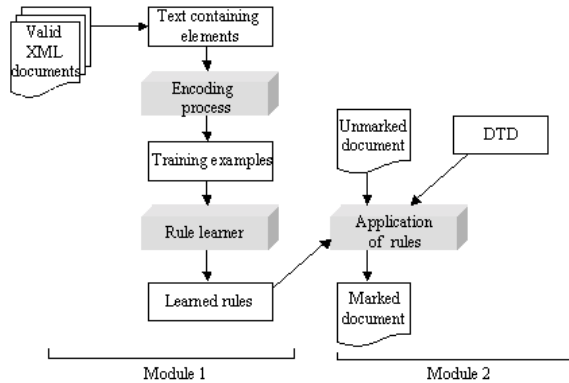 Valid
XML
documents
Text containing
elements
Encoding
process
Training examples
Rule learner
Learned rules
Unmarked
document
DTD
Application
of rules
Marked
document
Module 1
Module 2